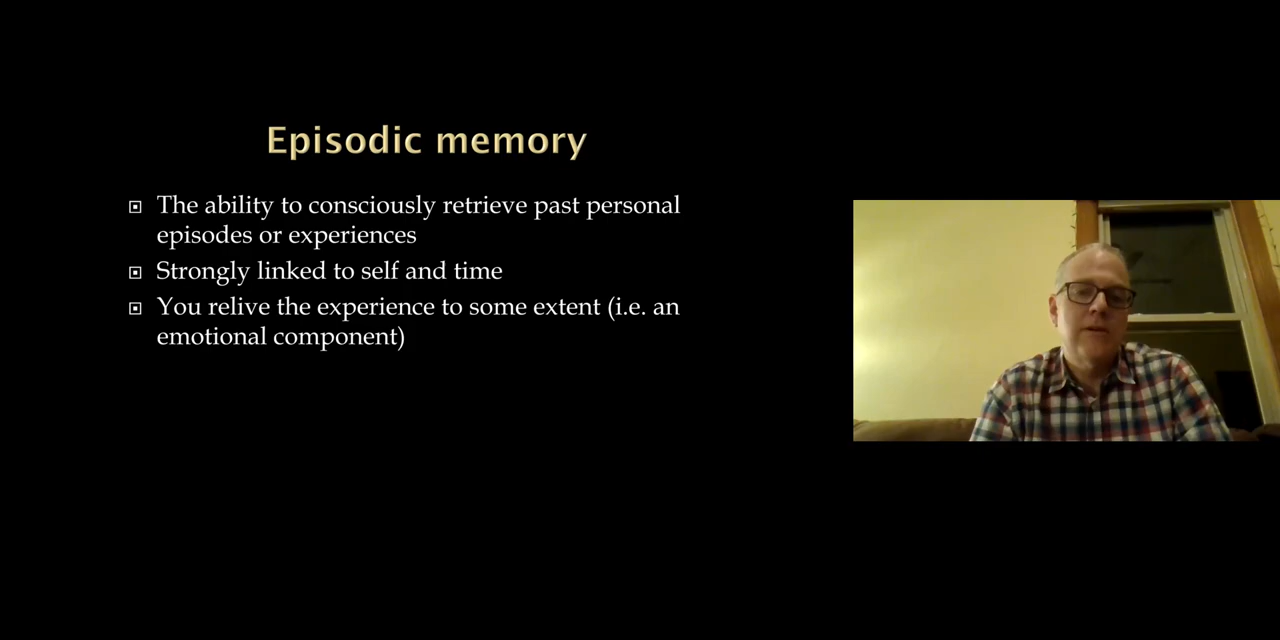 Episodic memory
The ability to consciously retrieve past personal
episodes or experiences
Strongly linked to self and time
You relive the experience to some extent (i.e. an
emotional component)